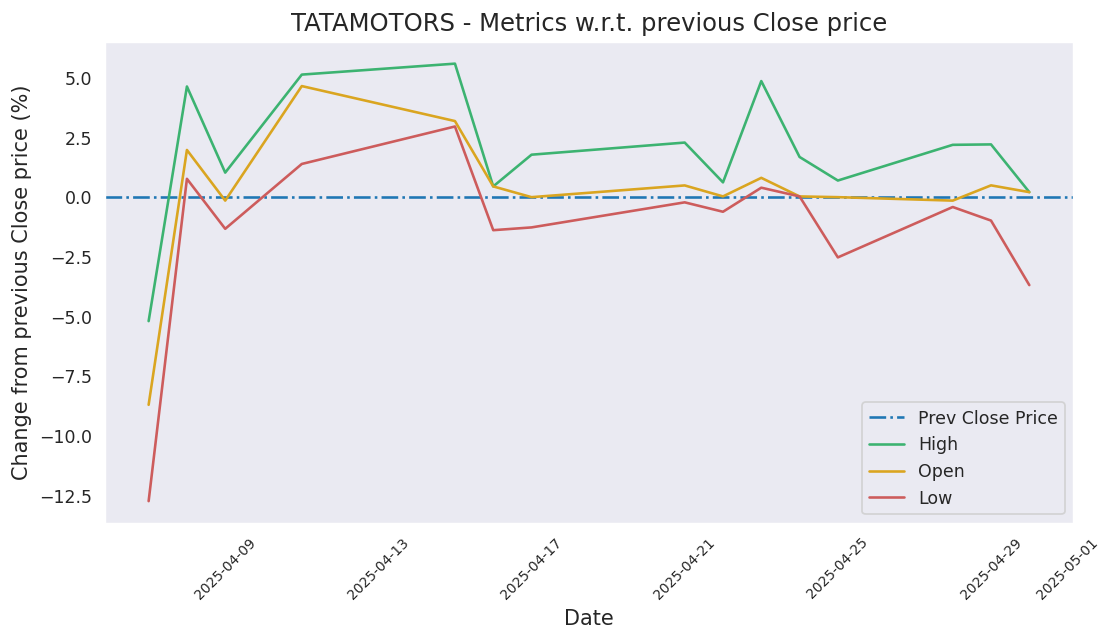 TATAMOTORS - Metrics w.r.t. previous Close price
Change from previous Close price (%)
5.0
2.5
0.0
−2.5
−5.0
−7.5
−10.0
−12.5
Prev Close Price
High
Open
Low
2025-04-09
2025-04-13
2025-04-17
2025-04-21
2025-04-25
2025-04-29
2025-05-01
Date